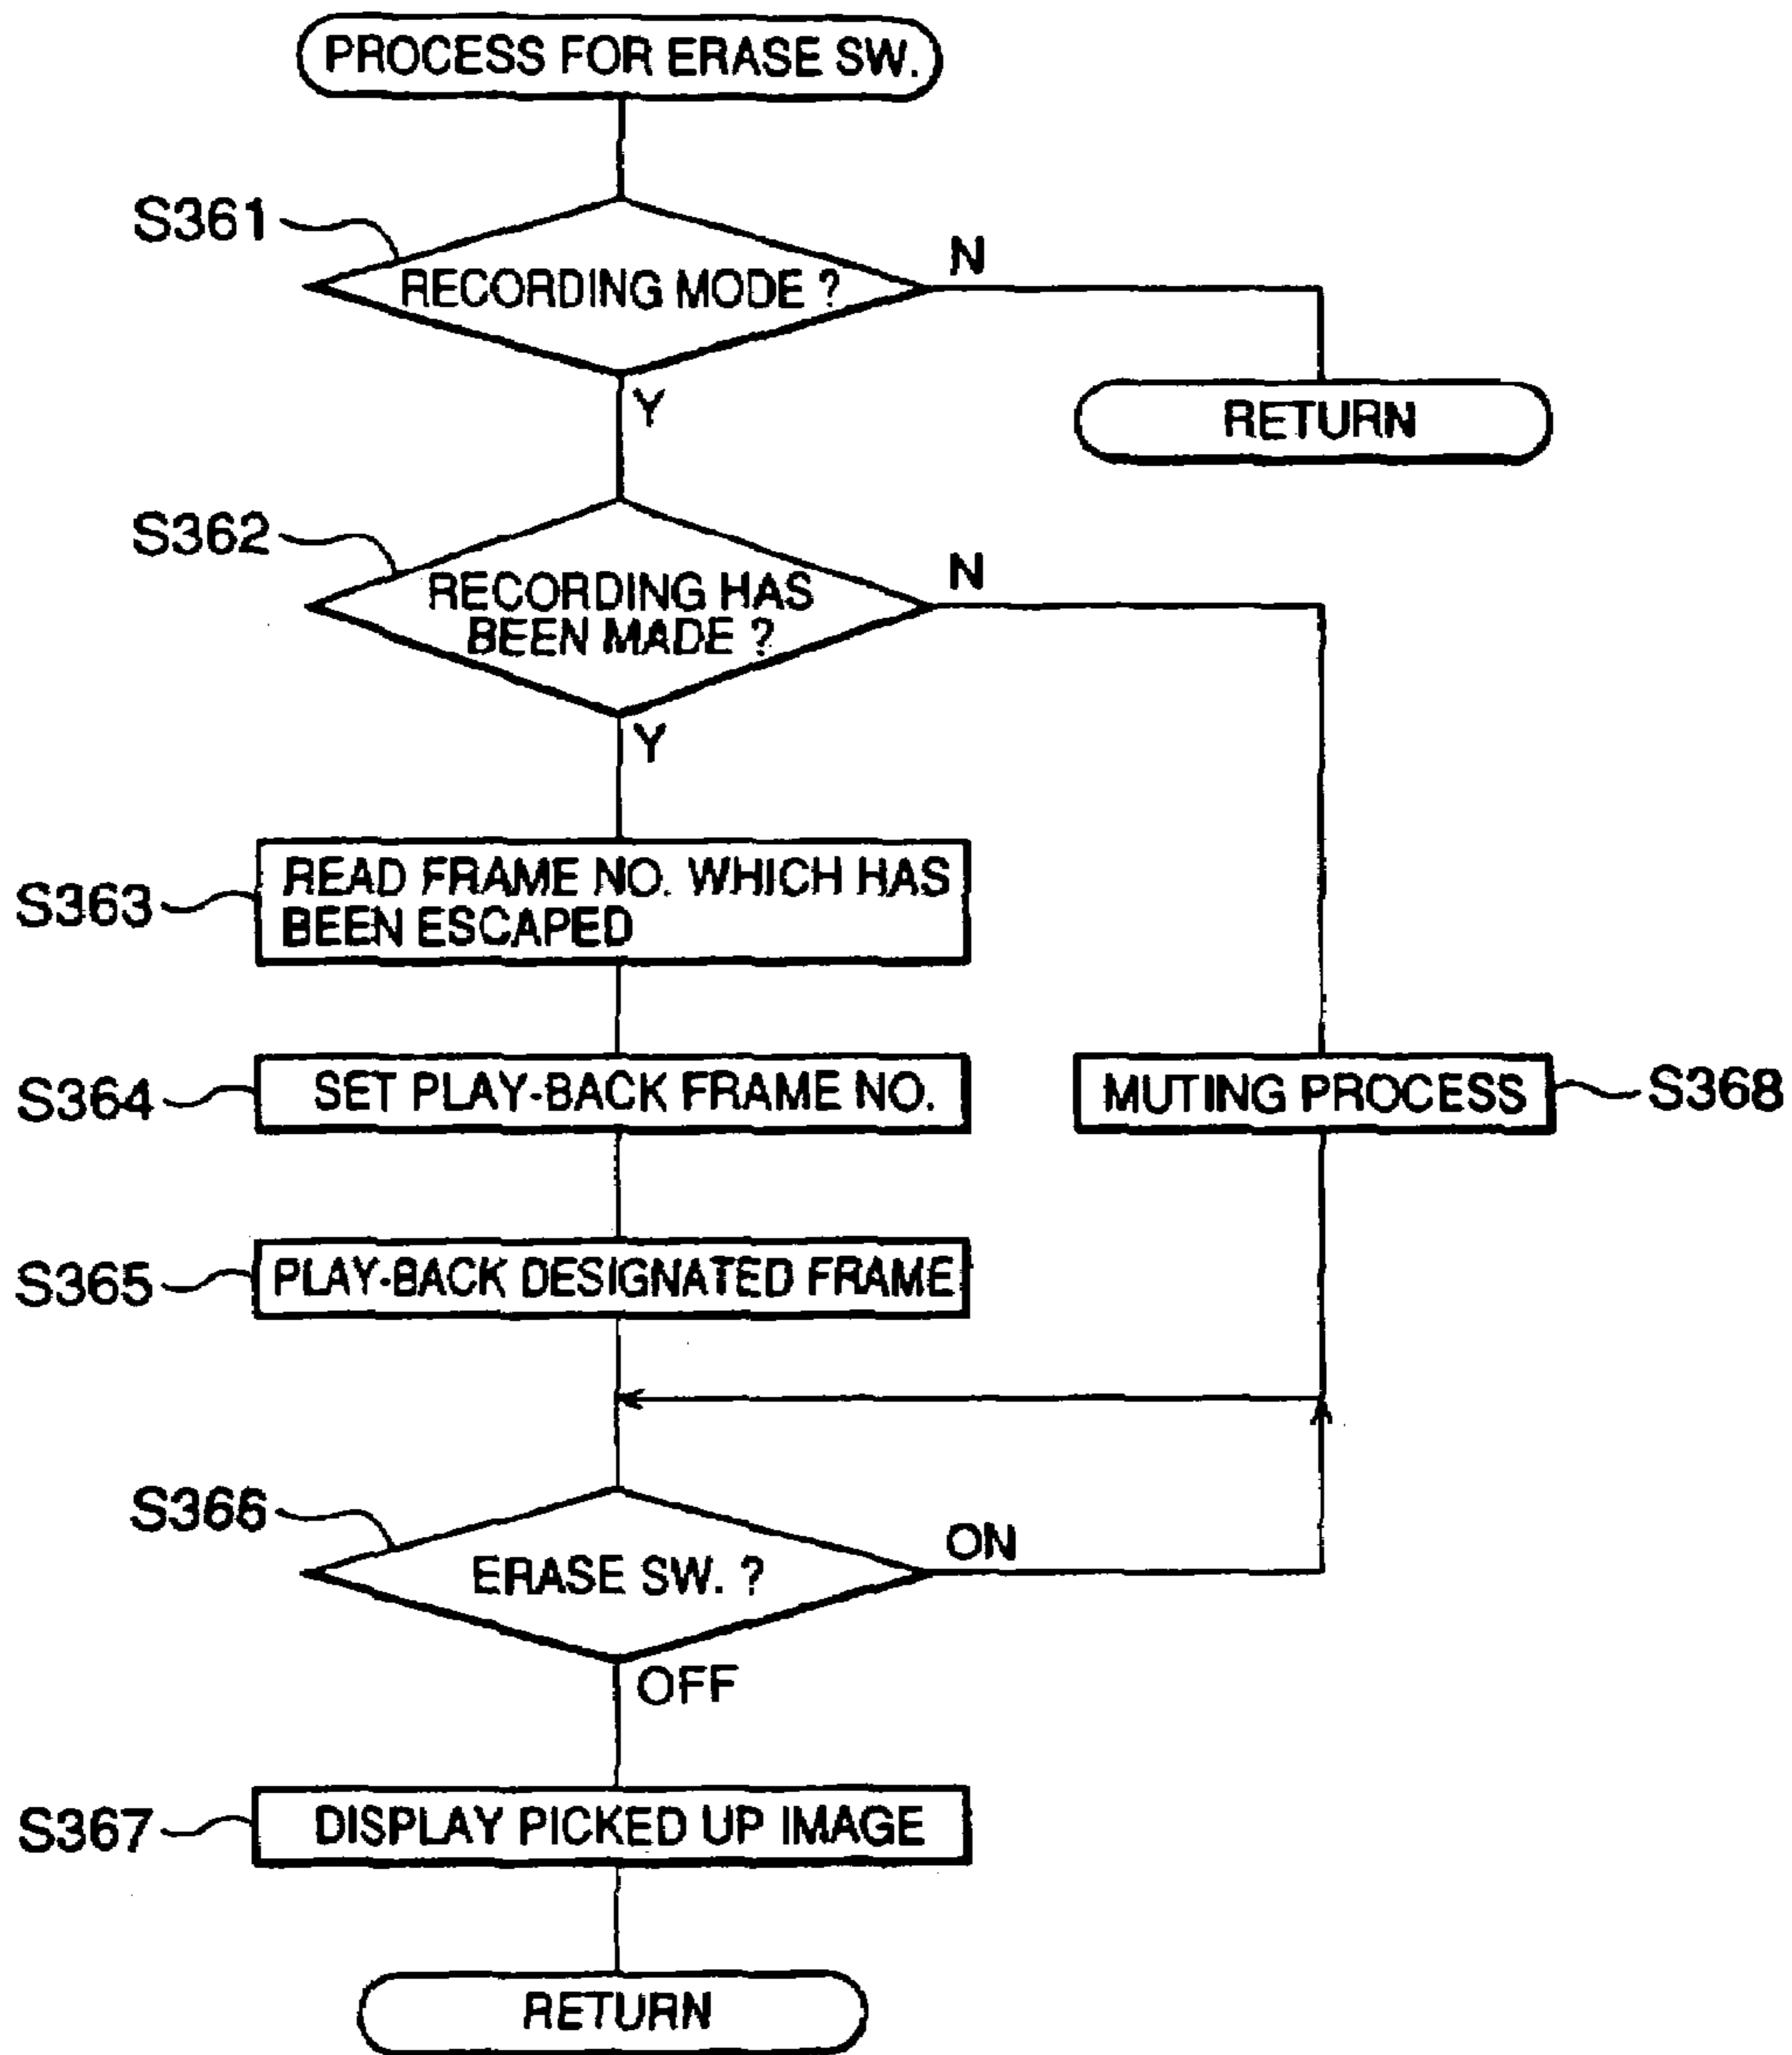 PROCESS FOR ERASE SW.
S361
RECORDING MODE ?
N
Y
RETURN
S362
RECORDING HAS
BEEN MADE ?
N
Y
S363
READ FRAME NO. WHICH HAS
BEEN ESCAPED
S364
SET PLAY-BACK FRAME NO.
MUTING PROCESS
S368
S365
PLAY-BACK DESIGNATED FRAME
S366
ERASE SW. ?
ON
OFF
S367
DISPLAY PICKED UP IMAGE
RETURN